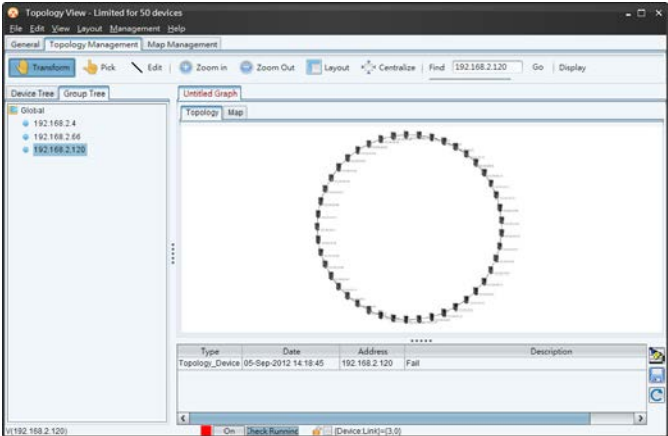 Topology View - Limited for 50 devices
File Edit View Layout Management Help
General Topology Management Map Management
Transform Pick Edit Zoom in Zoom Out Layout Centralize Find 192.168.2.120 Go Display
Device Tree Group Tree Untitled Graph
Global Topology Map
192.168.2.4
192.168.2.66
192.168.2.120
Type Date Address Description
Topology_Device 05-Sep-2012 14:18:45 192.168.2.120 Fail
V(192.168.2.120) On Check Running (Device:Link)=(3,0)